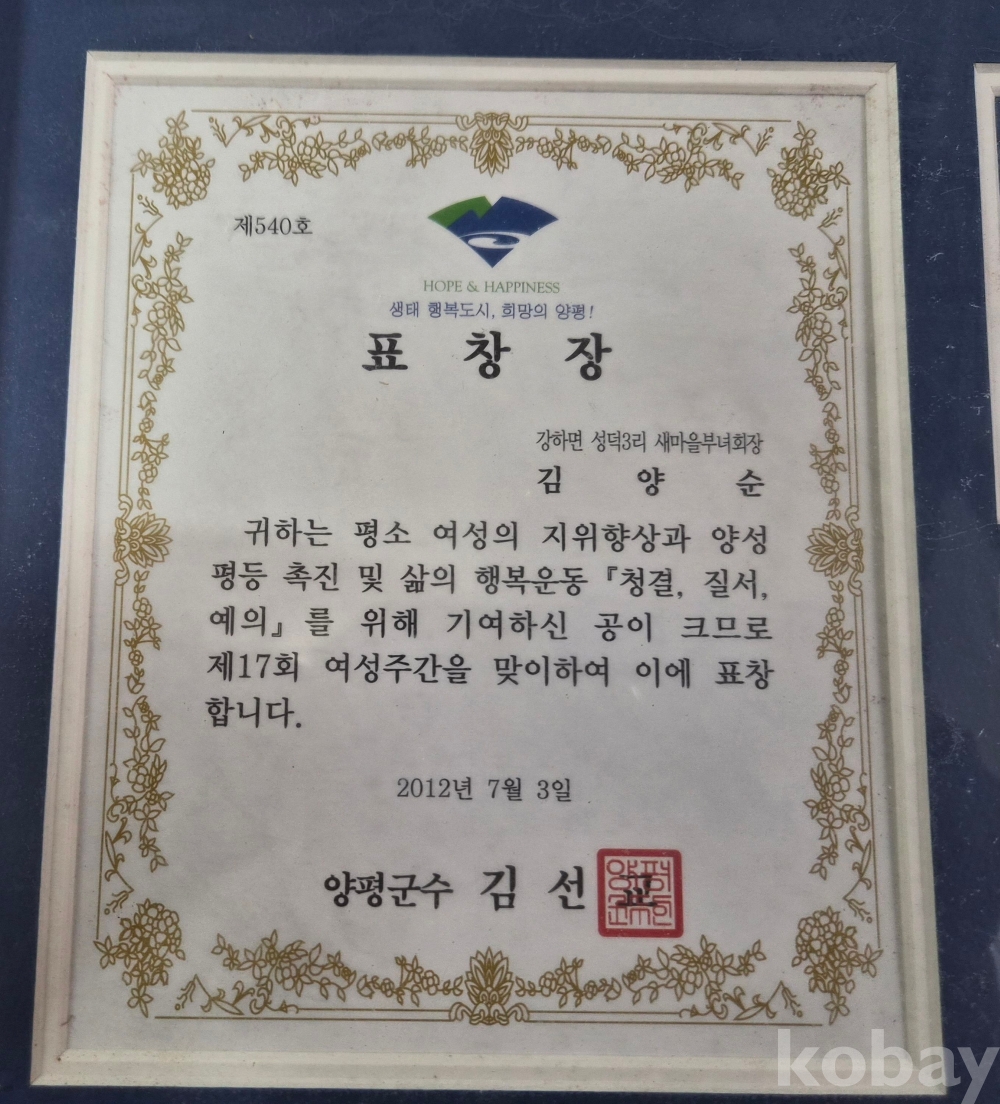 제540호
HOPE & HAPPINESS
생태 행복도시, 희망의 양평!
표 창 장
강하면 성덕3리 새마을부녀회장
김 양 순
귀하는 평소 여성의 지위향상과 양성
평등 촉진 및 삶의 행복운동 『청결, 질서,
예의』를 위해 기여하신 공이 크므로
제17회 여성주간을 맞이하여 이에 표창
합니다.
2012년 7월 3일
양평군수 김 선 교
kobay